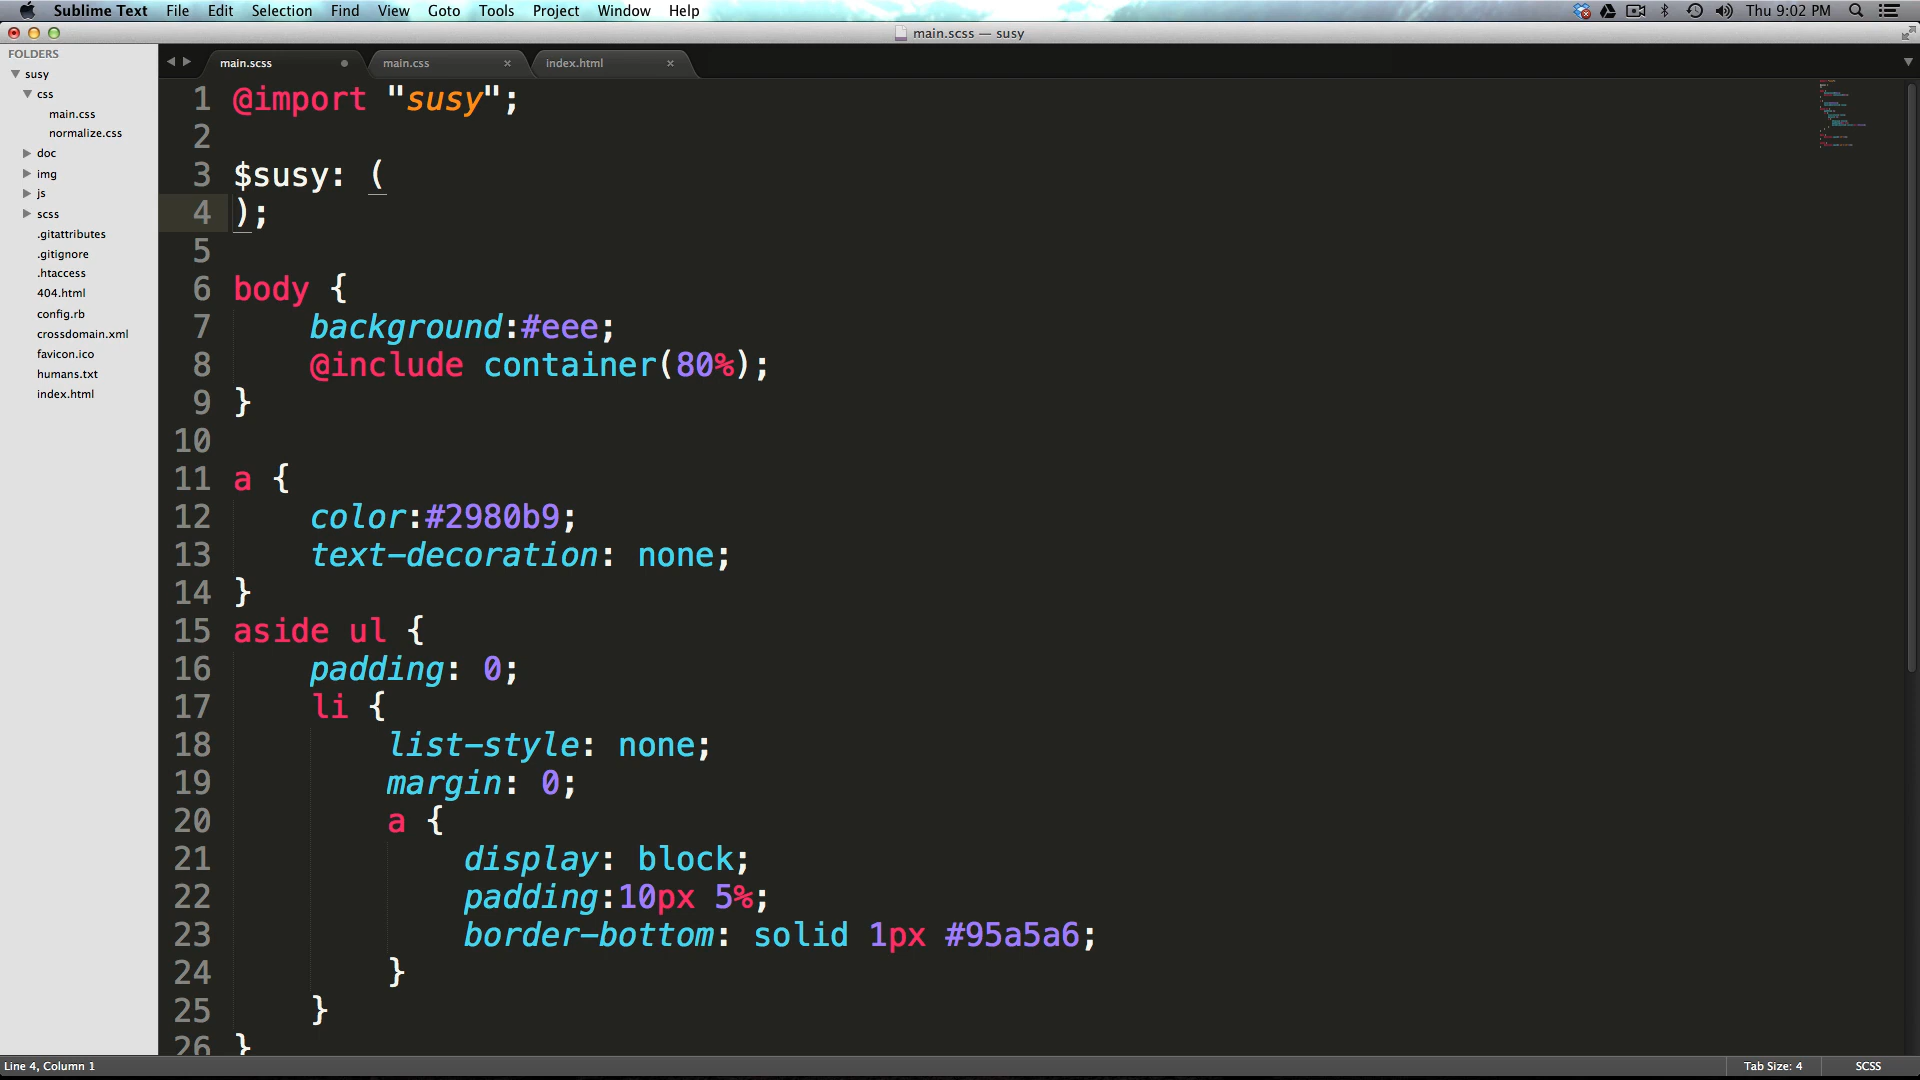 Sublime Text File Edit Selection Find View Goto Tools Project Window Help Thu 9:02 PM
main.scss — susy
FOLDERS
susy
css
main.css
normalize.css
doc
img
js
scss
.gitattributes
.gitignore
.htaccess
404.html
config.rb
crossdomain.xml
favicon.ico
humans.txt
index.html
main.scss main.css index.html
1 @import "susy";
2
3 $susy: (
4 );
5
6 body {
7 background:#eee;
8 @include container(80%);
9 }
10
11 a {
12 color:#2980b9;
13 text-decoration: none;
14 }
15 aside ul {
16 padding: 0;
17 li {
18 list-style: none;
19 margin: 0;
20 a {
21 display: block;
22 padding:10px 5%;
23 border-bottom: solid 1px #95a5a6;
24 }
25 }
26 }
Line 4, Column 1 Tab Size: 4 SCSS